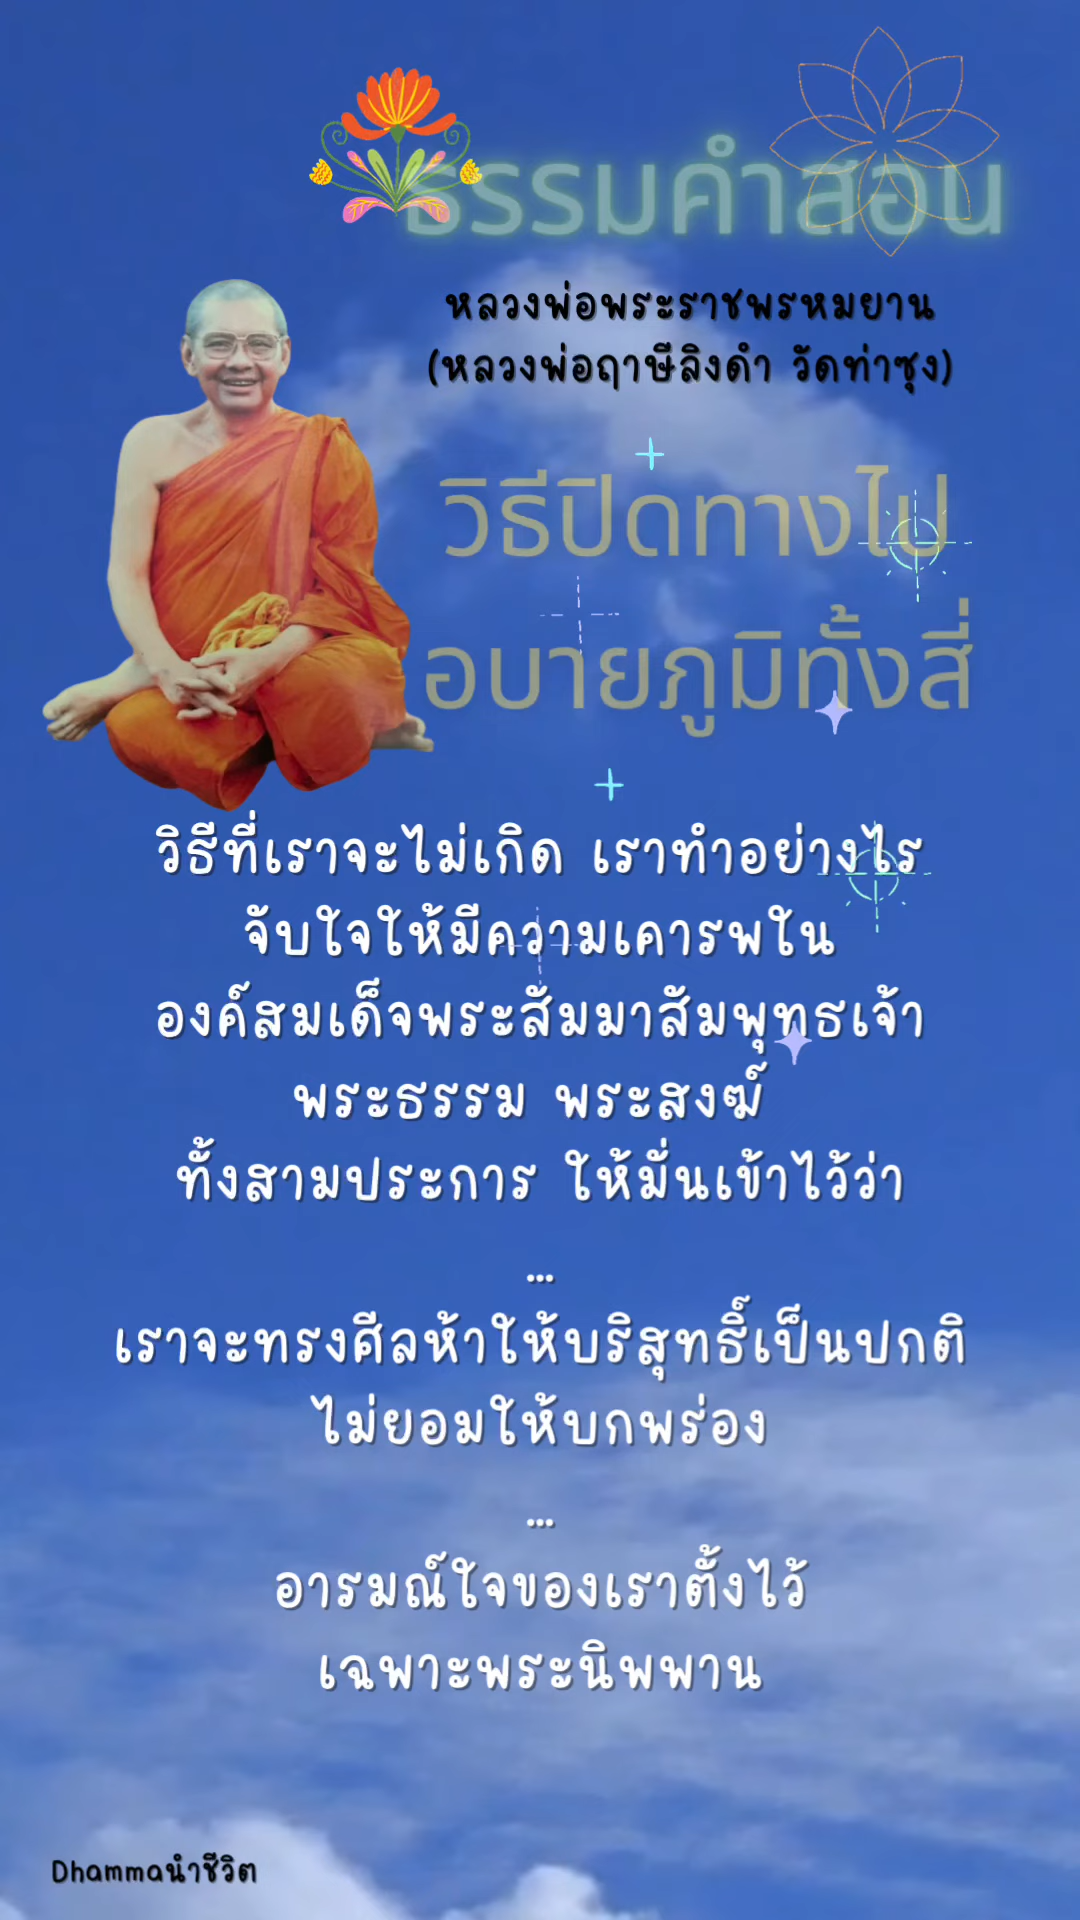 ธรรมคำสอน
หลวงพ่อพระราชพรหมยาน
(หลวงพ่อฤาษีลิงดำ วัดท่าซุง)
วิธีปิดทางไป
อบายภูมิทั้งสี่
วิธีที่เราจะไม่เกิด เราทำอย่างไร
จับใจให้มีความเคารพใน
องค์สมเด็จพระสัมมาสัมพุทธเจ้า
พระธรรม พระสงฆ์
ทั้งสามประการ ให้มั่นเข้าไว้ว่า
...
เราจะทรงศีลห้าให้บริสุทธิ์เป็นปกติ
ไม่ยอมให้บกพร่อง
...
อารมณ์ใจของเราตั้งไว้
เฉพาะพระนิพพาน
Dhammaนำชีวิต